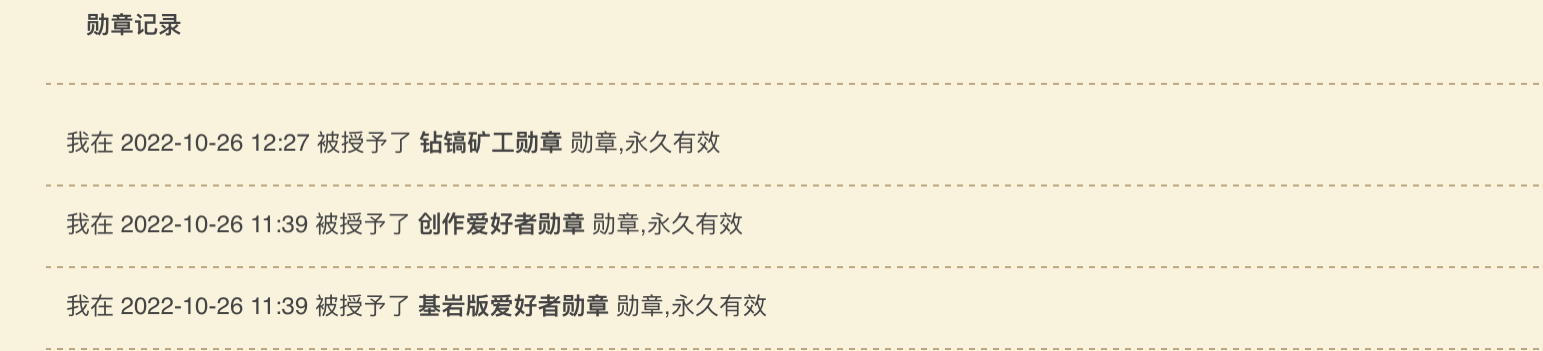 勋章记录
我在 2022-10-26 12:27 被授予了 钻镐矿工勋章 勋章,永久有效
我在 2022-10-26 11:39 被授予了 创作爱好者勋章 勋章,永久有效
我在 2022-10-26 11:39 被授予了 基岩版爱好者勋章 勋章,永久有效